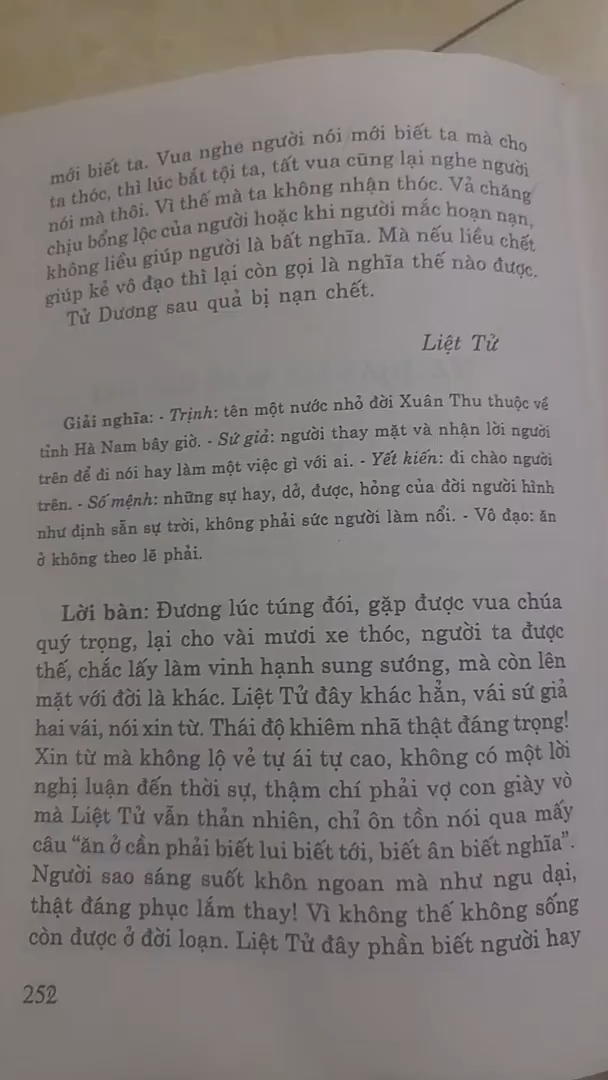 mới biết ta. Vua nghe người nói mới biết ta mà cho
ta thóc, thì lúc bắt tội ta, tất vua cũng lại nghe người
nói mà thôi. Vì thế mà ta không nhận thóc. Vả chăng
chịu bổng lộc của người hoặc khi người mắc hoạn nạn,
không liều giúp người là bất nghĩa. Mà nếu liều chết
giúp kẻ vô đạo thì lại còn gọi là nghĩa thế nào được.
Tử Dương sau quả bị nạn chết.
Liệt Tử
Giải nghĩa: - Trịnh: tên một nước nhỏ đời Xuân Thu thuộc về
tỉnh Hà Nam bây giờ. - Sứ giả: người thay mặt và nhận lời người
trên để đi nói hay làm một việc gì với ai. - Yết kiến: đi chào người
trên. - Số mệnh: những sự hay, dở, được, hỏng của đời người hình
như định sẵn sự trời, không phải sức người làm nổi. - Vô đạo: ăn
ở không theo lẽ phải.
Lời bàn: Đương lúc túng đói, gặp được vua chúa
quý trọng, lại cho vài mươi xe thóc, người ta được
thế, chắc lấy làm vinh hạnh sung sướng, mà còn lên
mặt với đời là khác. Liệt Tử đây khác hẳn, vái sứ giả
hai vái, nói xin từ. Thái độ khiêm nhã thật đáng trọng!
Xin từ mà không lộ vẻ tự ái tự cao, không có một lời
nghị luận đến thời sự, thậm chí phải vợ con giày vò
mà Liệt Tử vẫn thản nhiên, chỉ ôn tồn nói qua mấy
câu “ăn ở cần phải biết lui biết tới, biết ân biết nghĩa”.
Người sao sáng suốt khôn ngoan mà như ngu dại,
thật đáng phục lắm thay! Vì không thế không sống
còn được ở đời loạn. Liệt Tử đây phần biết người hay
252